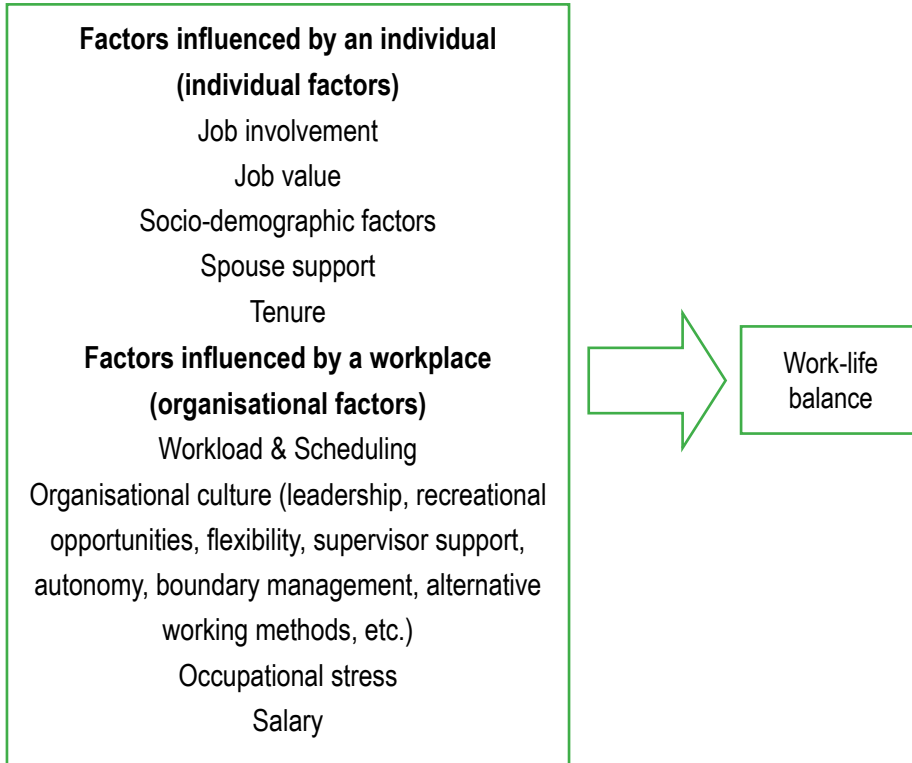 Factors influenced by an individual
(individual factors)
Job involvement
Job value
Socio-demographic factors
Spouse support
Tenure
Factors influenced by a workplace
(organisational factors)
Workload & Scheduling
Organisational culture (leadership, recreational
opportunities, flexibility, supervisor support,
autonomy, boundary management, alternative
working methods, etc.)
Occupational stress
Salary
Work-life
balance